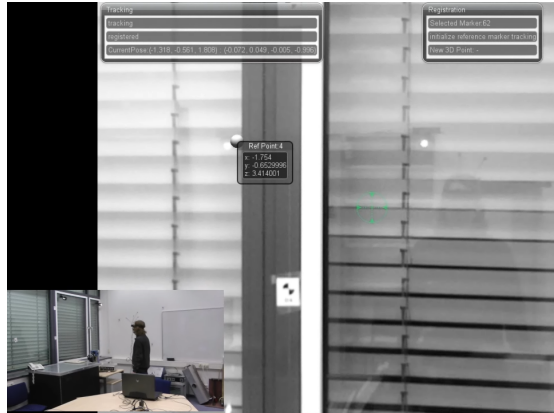 Tracking
tracking
registered
CurrentPose:(-1.318, -0.561, 1.808) : (-0.072, 0.049, -0.005, -0.996)
Registration
Selected Marker:62
initialize reference marker tracking
New 3D Point: -
Ref Point:4
x: -1.754
y: -0.6529996
z: 3.414001